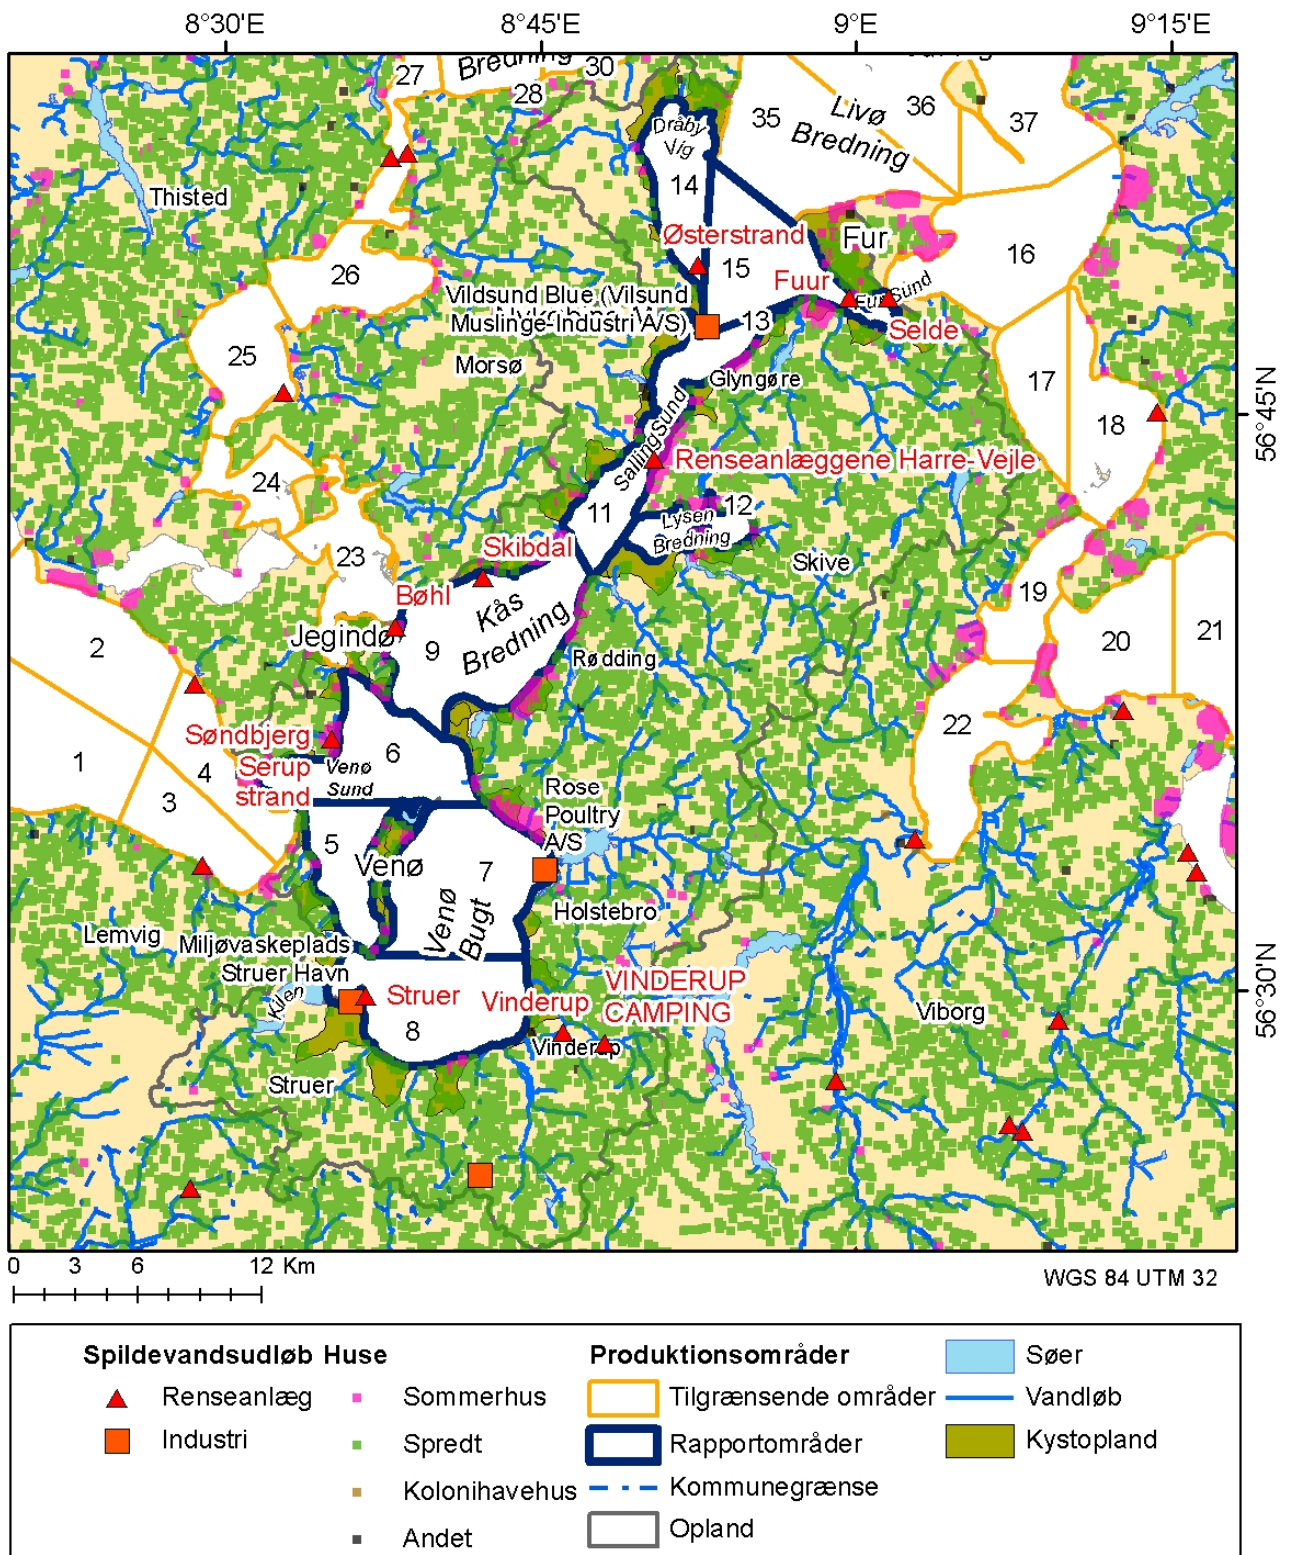 8°30'E
8°45'E
9°E
9°15'E
27
Bredning
30
28
35
36
Livø
Bredning
37
Dråby
Vig
14
Thisted
Østerstrand
Fur
16
15
26
Fuur
Fur Sund
Vildsund Blue (Vilsund
Muslinge-Industri A/S)
13
Selde
25
Morsø
Glyngøre
17
56°45'N
18
Sallingsund
Renseanlæggene Harre-Vejle
24
11
12
Lysen
Bredning
Skibdal
23
Skive
Bøhl
19
Kås
Bredning
Jegindø
9
2
20
21
Rødding
Søndbjerg
6
22
1
4
Serup
strand
Venø
Sund
3
Rose
Poultry
A/S
5
Venø
7
Venø
Bugt
Holstebro
Lemvig
Miljøvaskeplads
Struer Havn
Kilen
Struer
Vinderup
VINDERUP
CAMPING
56°30'N
Viborg
8
Vinderup
Struer
0 3 6 12 Km
WGS 84 UTM 32
Spildevandsudløb
Renseanlæg
Industri
Huse
Sommerhus
Spredt
Kolonihavehus
Andet
Produktionsområder
Tilgrænsende områder
Rapportområder
Kommunegrænse
Opland
Søer
Vandløb
Kystopland